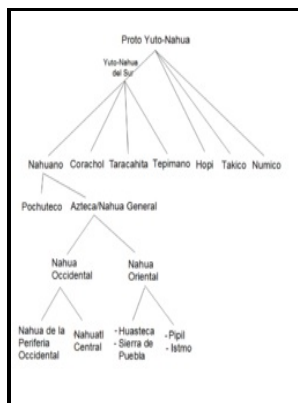 Proto Yuto-Nahua
Yuto-Nahua
del Sur
Nahuano Corachol Taracahita Tepimano Hopi Takico Numico
Pochuteco Azteca/Nahua General
Nahua
Occidental
Nahua
Oriental
Nahua de la
Periferia
Occidental
Nahuatl
Central
-Huasteca
- Sierra de
Puebla
- Pipil
- Istmo